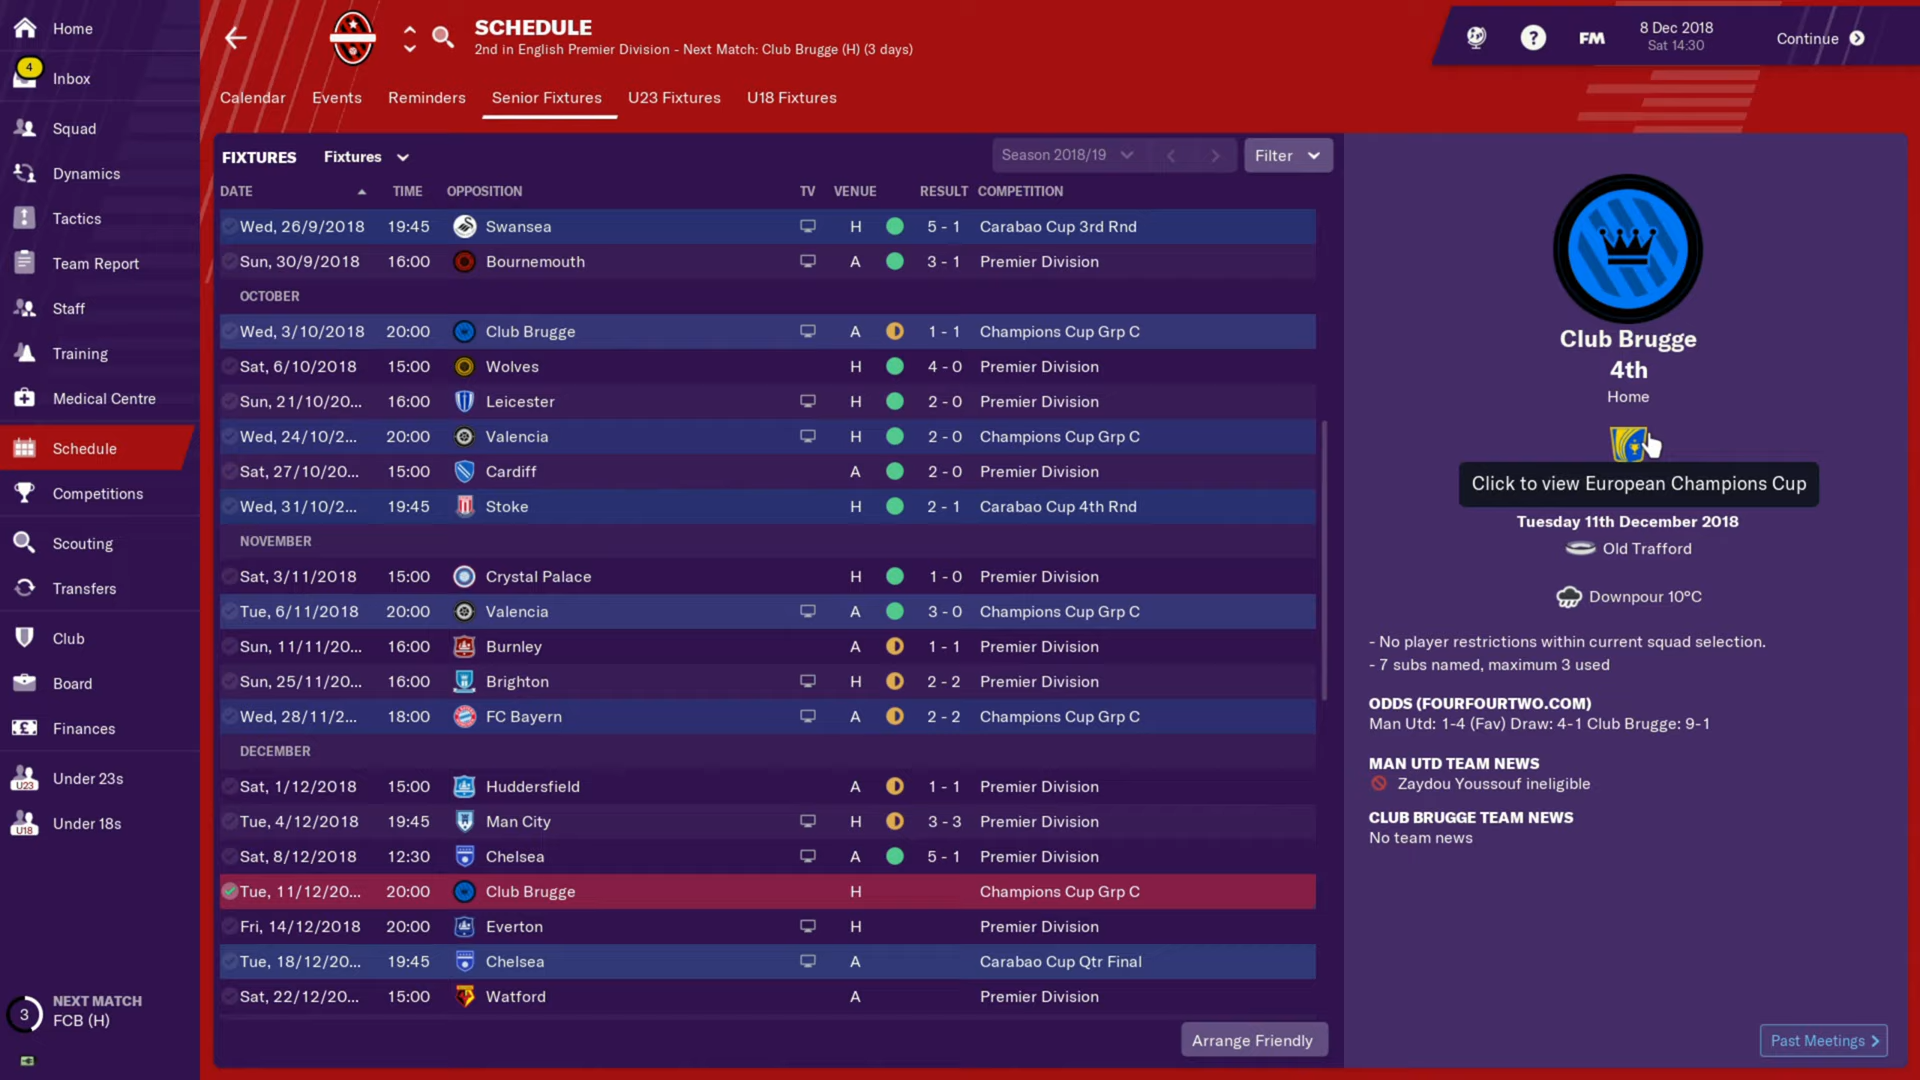 Home
4
Inbox
Squad
Dynamics
Tactics
Team Report
Staff
Training
Medical Centre
Schedule
Competitions
Scouting
Transfers
Club
Board
Finances
U23
Under 23s
U18
Under 18s
3
NEXT MATCH
FCB (H)
SCHEDULE
2nd in English Premier Division - Next Match: Club Brugge (H) (3 days)
? FM
8 Dec 2018
Sat 14:30
Continue
Calendar Events Reminders Senior Fixtures U23 Fixtures U18 Fixtures
FIXTURES Fixtures Season 2018/19 Filter
DATE TIME OPPOSITION TV VENUE RESULT COMPETITION
Wed, 26/9/2018 19:45 Swansea H 5 - 1 Carabao Cup 3rd Rnd
Sun, 30/9/2018 16:00 Bournemouth A 3 - 1 Premier Division
OCTOBER
Wed, 3/10/2018 20:00 Club Brugge A 1 - 1 Champions Cup Grp C
Sat, 6/10/2018 15:00 Wolves H 4 - 0 Premier Division
Sun, 21/10/20... 16:00 Leicester H 2 - 0 Premier Division
Wed, 24/10/2... 20:00 Valencia H 2 - 0 Champions Cup Grp C
Sat, 27/10/20... 15:00 Cardiff A 2 - 0 Premier Division
Wed, 31/10/2... 19:45 Stoke H 2 - 1 Carabao Cup 4th Rnd
NOVEMBER
Sat, 3/11/2018 15:00 Crystal Palace H 1 - 0 Premier Division
Tue, 6/11/2018 20:00 Valencia A 3 - 0 Champions Cup Grp C
Sun, 11/11/20... 16:00 Burnley A 1 - 1 Premier Division
Sun, 25/11/20... 16:00 Brighton H 2 - 2 Premier Division
Wed, 28/11/2... 18:00 FC Bayern A 2 - 2 Champions Cup Grp C
DECEMBER
Sat, 1/12/2018 15:00 Huddersfield A 1 - 1 Premier Division
Tue, 4/12/2018 19:45 Man City H 3 - 3 Premier Division
Sat, 8/12/2018 12:30 Chelsea A 5 - 1 Premier Division
Tue, 11/12/20... 20:00 Club Brugge H Champions Cup Grp C
Fri, 14/12/2018 20:00 Everton H Premier Division
Tue, 18/12/20... 19:45 Chelsea A Carabao Cup Qtr Final
Sat, 22/12/20... 15:00 Watford A Premier Division
Arrange Friendly
Club Brugge
4th
Home
Click to view European Champions Cup
Tuesday 11th December 2018
Old Trafford
Downpour 10°C
- No player restrictions within current squad selection.
- 7 subs named, maximum 3 used
ODDS (FOURFOURTWO.COM)
Man Utd: 1-4 (Fav) Draw: 4-1 Club Brugge: 9-1
MAN UTD TEAM NEWS
Zaydou Youssouf ineligible
CLUB BRUGGE TEAM NEWS
No team news
Past Meetings